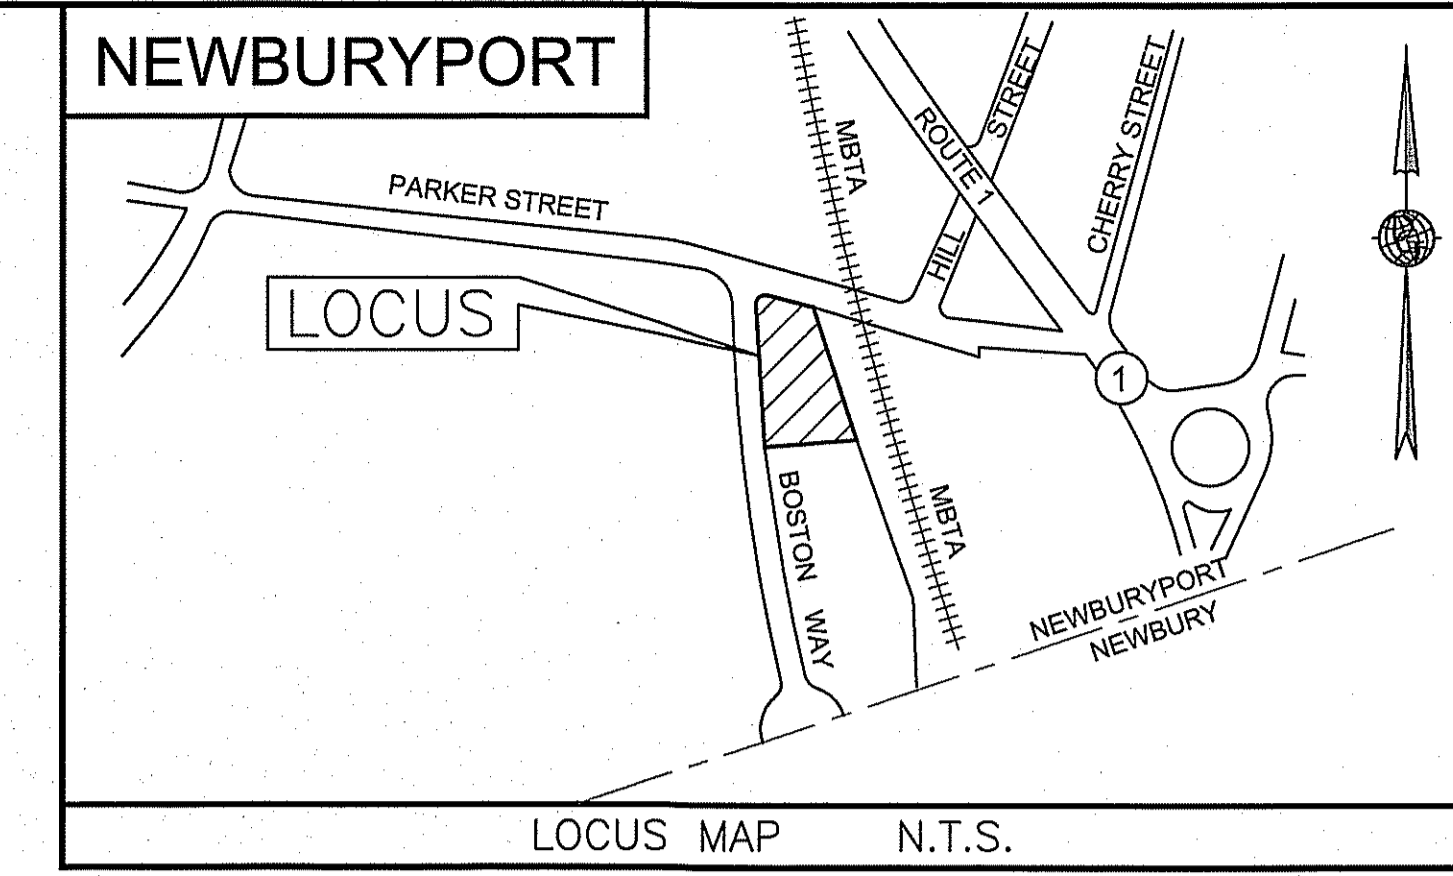 NEWBURYPORT
MBTA
ROUTE 1
STREET
CHERRY STREET
PARKER STREET
HILL
LOCUS
1
BOSTON WAY
MBTA
NEWBURYPORT
NEWBURY
LOCUS MAP N.T.S.